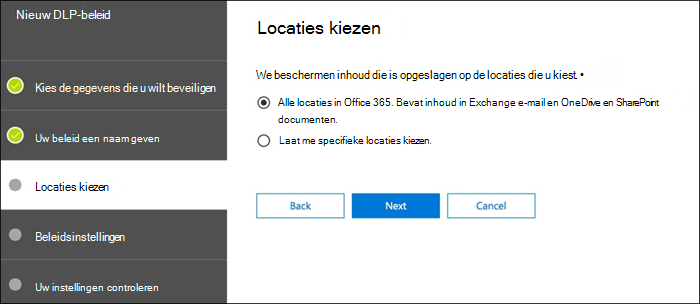 Nieuw DLP-beleid
Kies de gegevens die u wilt beveiligen
Uw beleid een naam geven
Locaties kiezen
Beleidsinstellingen
Uw instellingen controleren
Locaties kiezen
We beschermen inhoud die is opgeslagen op de locaties die u kiest. •
Alle locaties in Office 365. Bevat inhoud in Exchange e-mail en OneDrive en SharePoint
documenten.
Laat me specifieke locaties kiezen.
Back
Next
Cancel